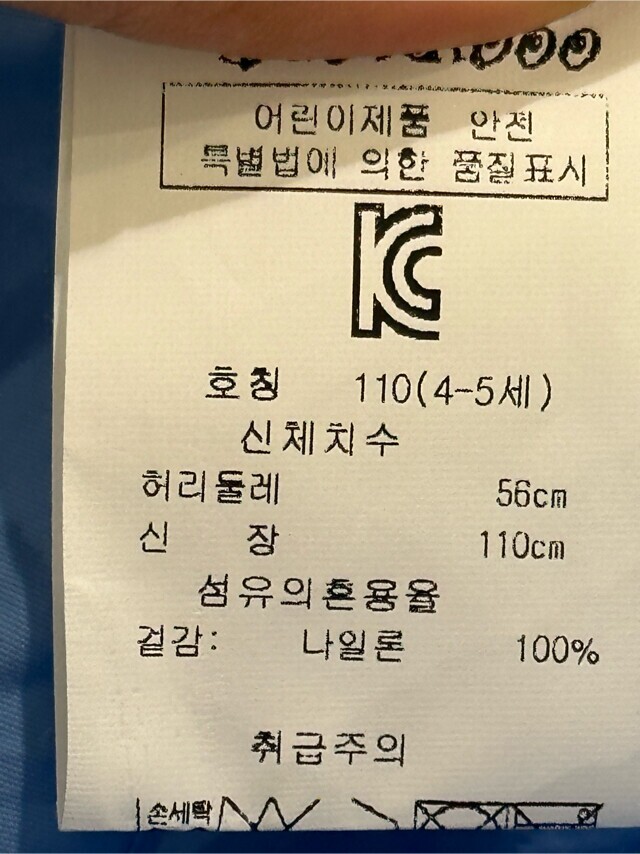 어린이제품 안전
특별법에 의한 품질표시
호칭 110(4-5세)
신체치수
허리둘레 56cm
신 장 110cm
섬유의혼용율
겉감: 나일론 100%
취급주의
손세탁